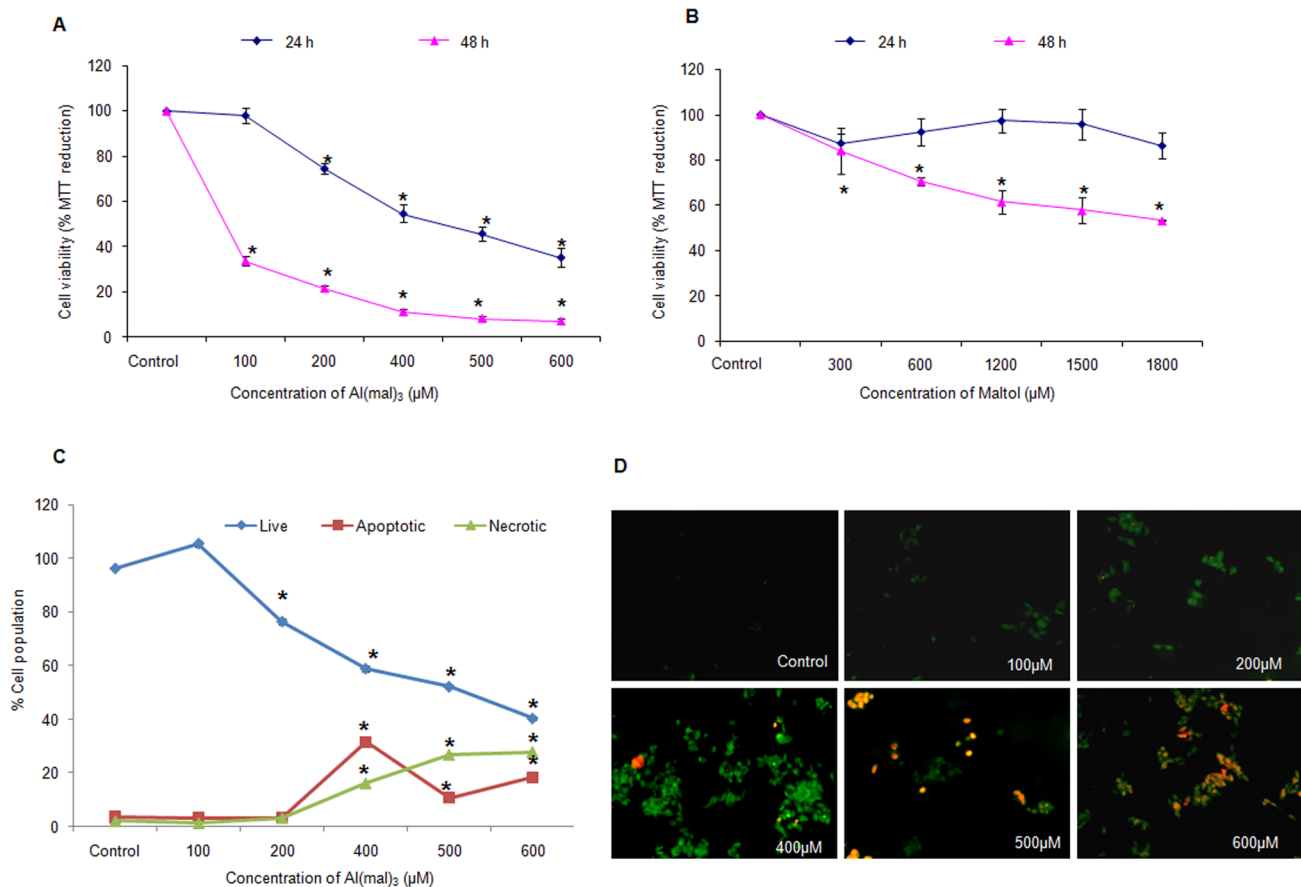 A
24 h
48 h
120
100
80
60
40
20
0
Cell viability (% MTT reduction)
*
*
*
*
*
*
*
*
*
Control
100
200
400
500
600
Concentration of Al(mal)₃ (µM)
B
24 h
48 h
120
100
80
60
40
20
0
Cell viability (% MTT reduction)
*
*
*
*
*
Control
300
600
1200
1500
1800
Concentration of Maltol (µM)
C
120
100
80
60
40
20
0
% Cell population
Live
Apoptotic
Necrotic
*
*
*
*
*
*
*
*
*
*
Control
100
200
400
500
600
Concentration of Al(mal)₃ (µM)
D
Control
100µM
200µM
400µM
500µM
600µM